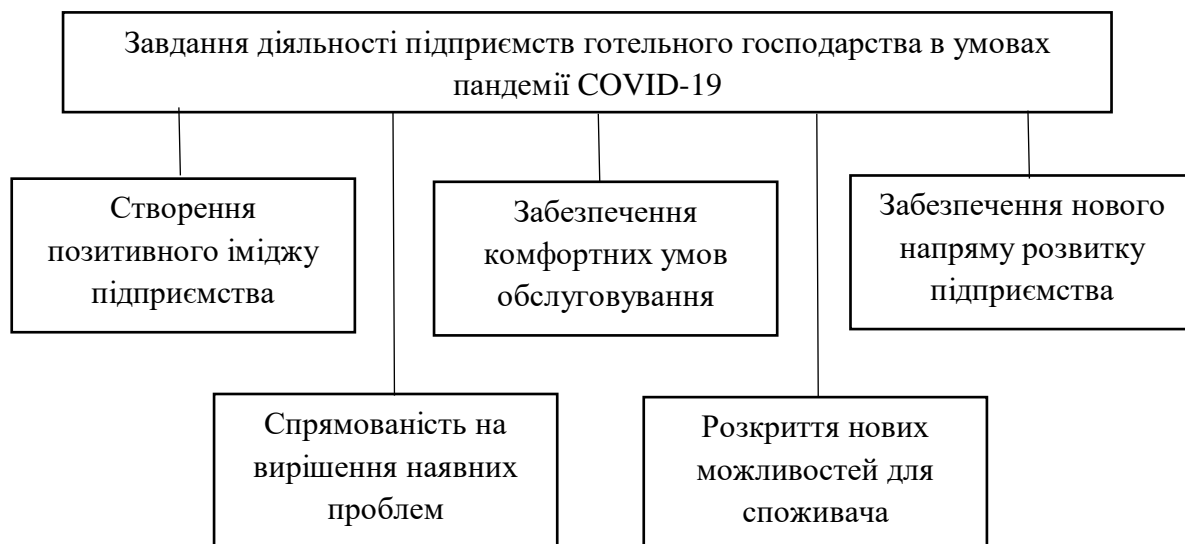 Завдання діяльності підприємств готельного господарства в умовах
пандемії COVID-19
Створення
позитивного іміджу
підприємства
Забезпечення
комфортних умов
обслуговування
Забезпечення нового
напряму розвитку
підприємства
Спрямованість на
вирішення наявних
проблем
Розкриття нових
можливостей для
споживача